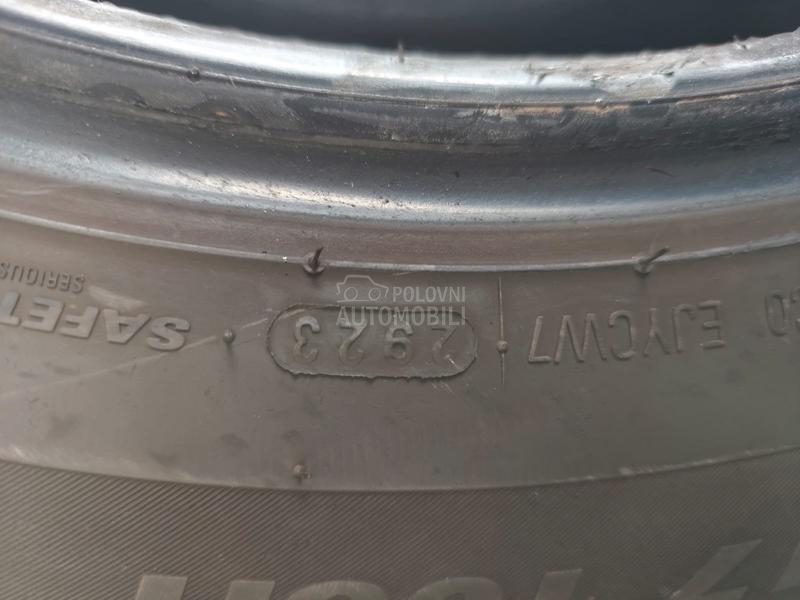 POLOVNI
AUTOMOBILI
EJYCW7
2923
SAFET
SERIOUS